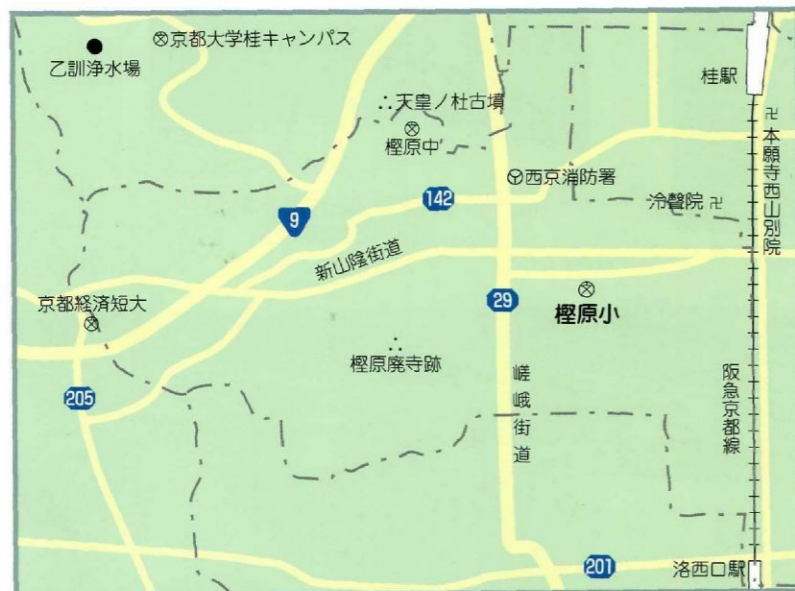 京都大学桂キャンパス
乙訓浄水場
桂駅
天皇ノ杜古墳
樫原中
西京消防署
本願寺西山別院
142
冷聲院
9
新山陰街道
29
樫原小
京都経済短大
樫原廃寺跡
205
嵯峨街道
阪急京都線
201
洛西口駅